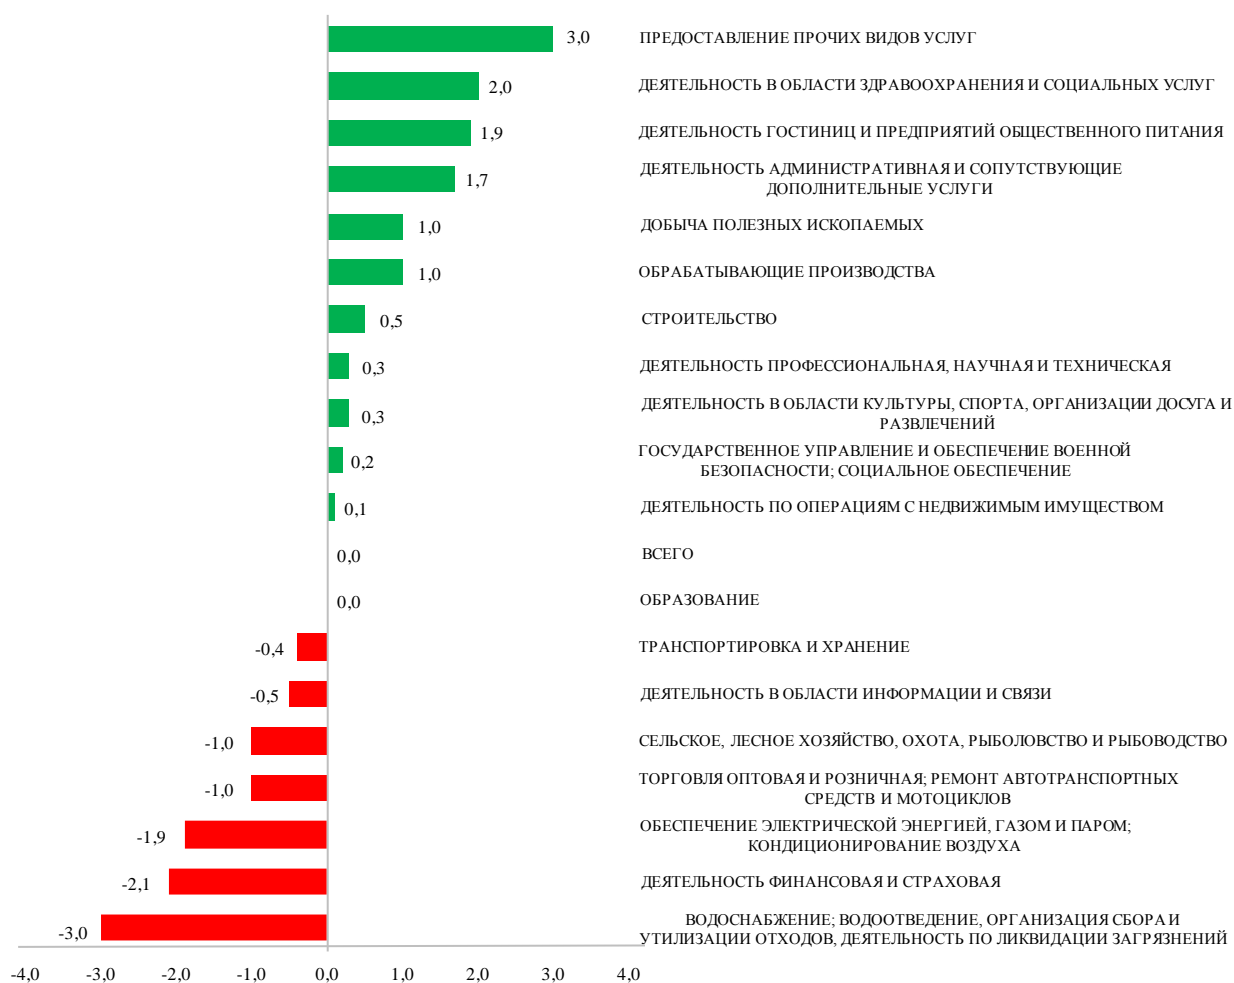 3,0 ПРЕДОСТАВЛЕНИЕ ПРОЧИХ ВИДОВ УСЛУГ
2,0 ДЕЯТЕЛЬНОСТЬ В ОБЛАСТИ ЗДРАВООХРАНЕНИЯ И СОЦИАЛЬНЫХ УСЛУГ
1,9 ДЕЯТЕЛЬНОСТЬ ГОСТИНИЦ И ПРЕДПРИЯТИЙ ОБЩЕСТВЕННОГО ПИТАНИЯ
1,7 ДЕЯТЕЛЬНОСТЬ АДМИНИСТРАТИВНАЯ И СОПУТСТВУЮЩИЕ
ДОПОЛНИТЕЛЬНЫЕ УСЛУГИ
1,0 ДОБЫЧА ПОЛЕЗНЫХ ИСКОПАЕМЫХ
1,0 ОБРАБАТЫВАЮЩИЕ ПРОИЗВОДСТВА
0,5 СТРОИТЕЛЬСТВО
0,3 ДЕЯТЕЛЬНОСТЬ ПРОФЕССИОНАЛЬНАЯ, НАУЧНАЯ И ТЕХНИЧЕСКАЯ
0,3 ДЕЯТЕЛЬНОСТЬ В ОБЛАСТИ КУЛЬТУРЫ, СПОРТА, ОРГАНИЗАЦИИ ДОСУГА И
РАЗВЛЕЧЕНИЙ
0,2 ГОСУДАРСТВЕННОЕ УПРАВЛЕНИЕ И ОБЕСПЕЧЕНИЕ ВОЕННОЙ
БЕЗОПАСНОСТИ; СОЦИАЛЬНОЕ ОБЕСПЕЧЕНИЕ
0,1 ДЕЯТЕЛЬНОСТЬ ПО ОПЕРАЦИЯМ С НЕДВИЖИМЫМ ИМУЩЕСТВОМ
0,0 ВСЕГО
0,0 ОБРАЗОВАНИЕ
-0,4 ТРАНСПОРТИРОВКА И ХРАНЕНИЕ
-0,5 ДЕЯТЕЛЬНОСТЬ В ОБЛАСТИ ИНФОРМАЦИИ И СВЯЗИ
-1,0 СЕЛЬСКОЕ, ЛЕСНОЕ ХОЗЯЙСТВО, ОХОТА, РЫБОЛОВСТВО И РЫБОВОДСТВО
-1,0 ТОРГОВЛЯ ОПТОВАЯ И РОЗНИЧНАЯ; РЕМОНТ АВТОТРАНСПОРТНЫХ
СРЕДСТВ И МОТОЦИКЛОВ
-1,9 ОБЕСПЕЧЕНИЕ ЭЛЕКТРИЧЕСКОЙ ЭНЕРГИЕЙ, ГАЗОМ И ПАРОМ;
КОНДИЦИОНИРОВАНИЕ ВОЗДУХА
-2,1 ДЕЯТЕЛЬНОСТЬ ФИНАНСОВАЯ И СТРАХОВАЯ
-3,0 ВОДОСНАБЖЕНИЕ; ВОДООТВЕДЕНИЕ, ОРГАНИЗАЦИЯ СБОРА И
УТИЛИЗАЦИИ ОТХОДОВ, ДЕЯТЕЛЬНОСТЬ ПО ЛИКВИДАЦИИ ЗАГРЯЗНЕНИЙ
-4,0 -3,0 -2,0 -1,0 0,0 1,0 2,0 3,0 4,0